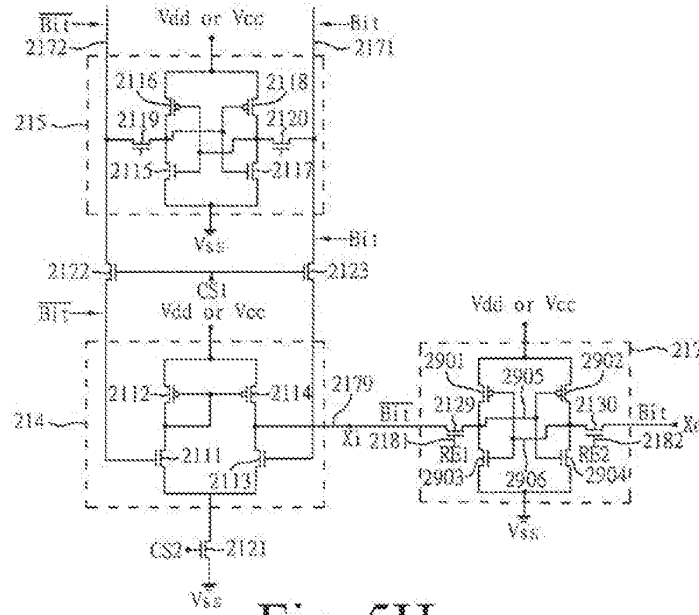 Bit
Vdd or Vcc
Bit
2172
2171
2116
2118
215
2119
2120
2115
2117
Vss
Bit
2122
2123
CS1
Bit
Vdd or Vcc
Vdd or Vcc
2901
2902
2112
2114
2170
Bit
2129
2905
2130
Bit
214
Xi
2181
2182
2111
2113
RE1
RE2
2903
2906
2904
CS2
2121
Vss
Vss